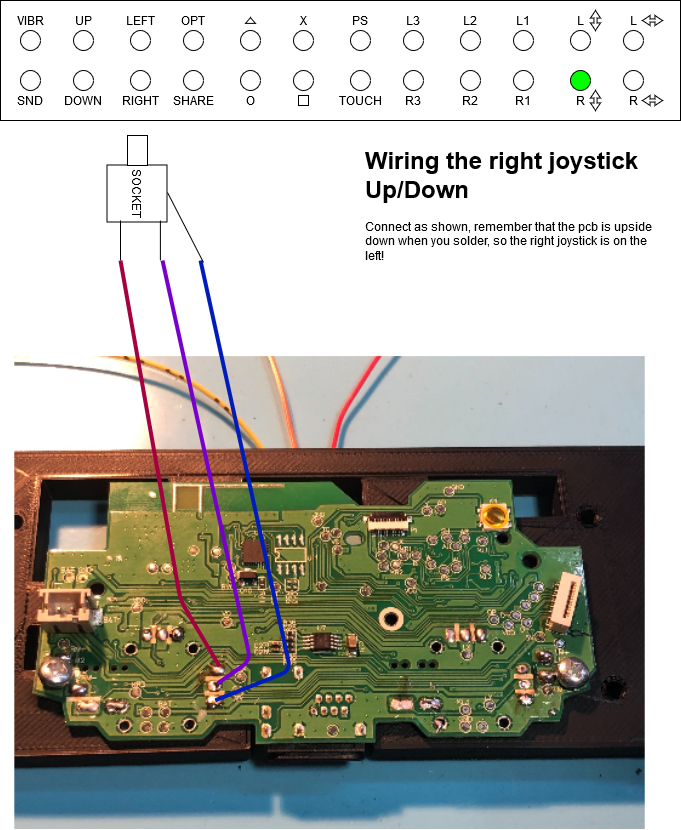 VIBR UP LEFT OPT △ X PS L3 L2 L1 L L
SND DOWN RIGHT SHARE O □ TOUCH R3 R2 R1 R R
SOCKET
Wiring the right joystick
Up/Down
Connect as shown, remember that the pcb is upside
down when you solder, so the right joystick is on the
left!